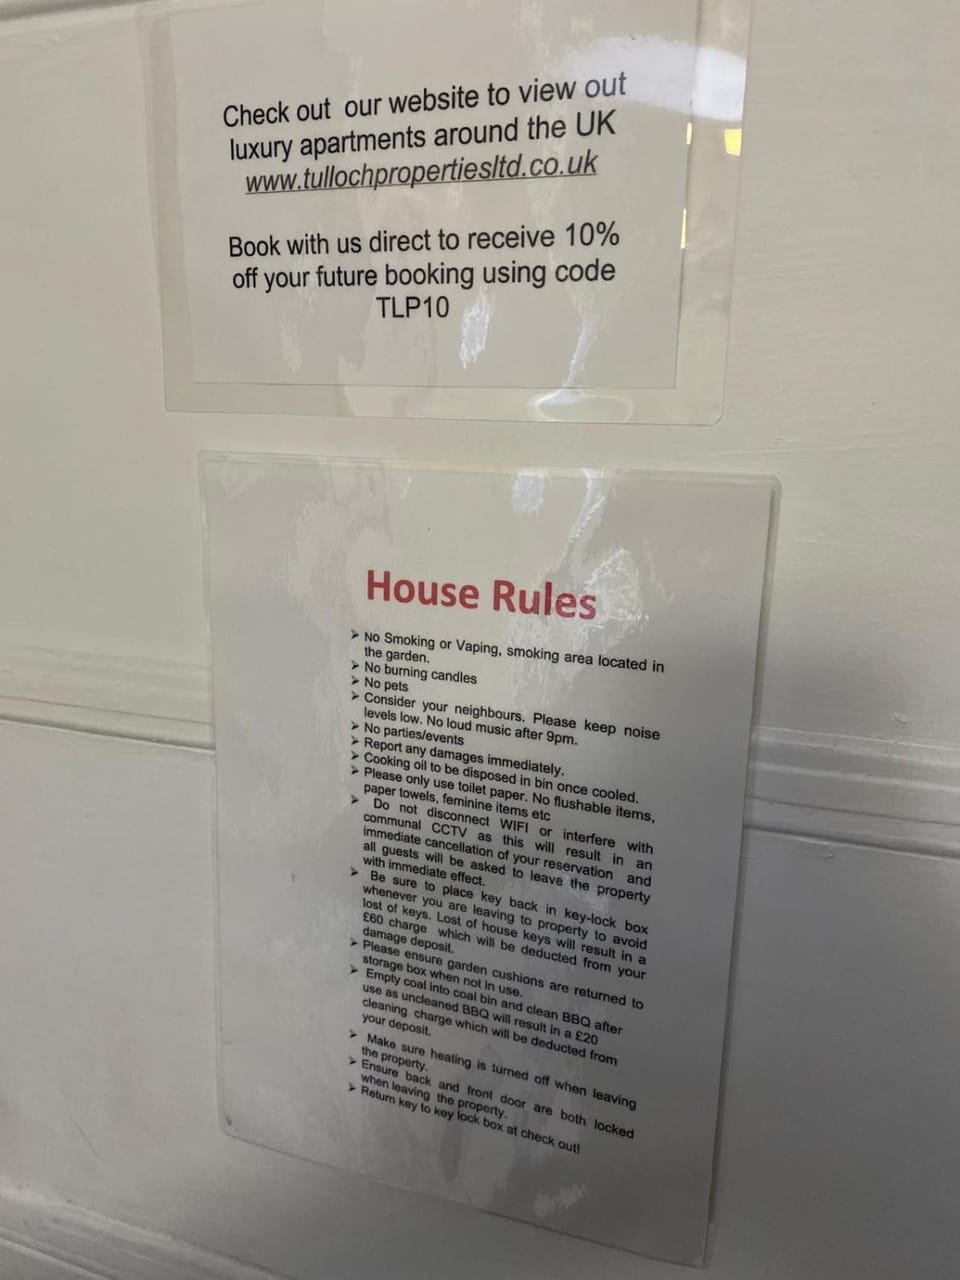 Check out our website to view out
luxury apartments around the UK
www.tullochpropertiesltd.co.uk
Book with us direct to receive 10%
off your future booking using code
TLP10
House Rules
➤ No Smoking or Vaping, smoking area located in
the garden.
➤ No burning candles
➤ No pets
➤ Consider your neighbours. Please keep noise
levels low. No loud music after 9pm.
➤ No parties/events
➤ Report any damages immediately.
➤ Cooking oil to be disposed in bin once cooled.
➤ Please only use toilet paper. No flushable items,
paper towels, feminine items etc
➤ Do not disconnect WIFI or interfere with
communal CCTV as this will result in an
immediate cancellation of your reservation and
all guests will be asked to leave the property
with immediate effect.
➤ Be sure to place key back in key-lock box
whenever you are leaving to property to avoid
lost of keys. Lost of house keys will result in a
£60 charge which will be deducted from your
damage deposit.
➤ Please ensure garden cushions are returned to
storage box when not in use.
➤ Empty coal into coal bin and clean BBQ after
use as uncleaned BBQ will result in a £20
cleaning charge which will be deducted from
your deposit.
➤ Make sure heating is turned off when leaving
the property.
➤ Ensure back and front door are both locked
when leaving the property.
➤ Return key to key lock box at check out!